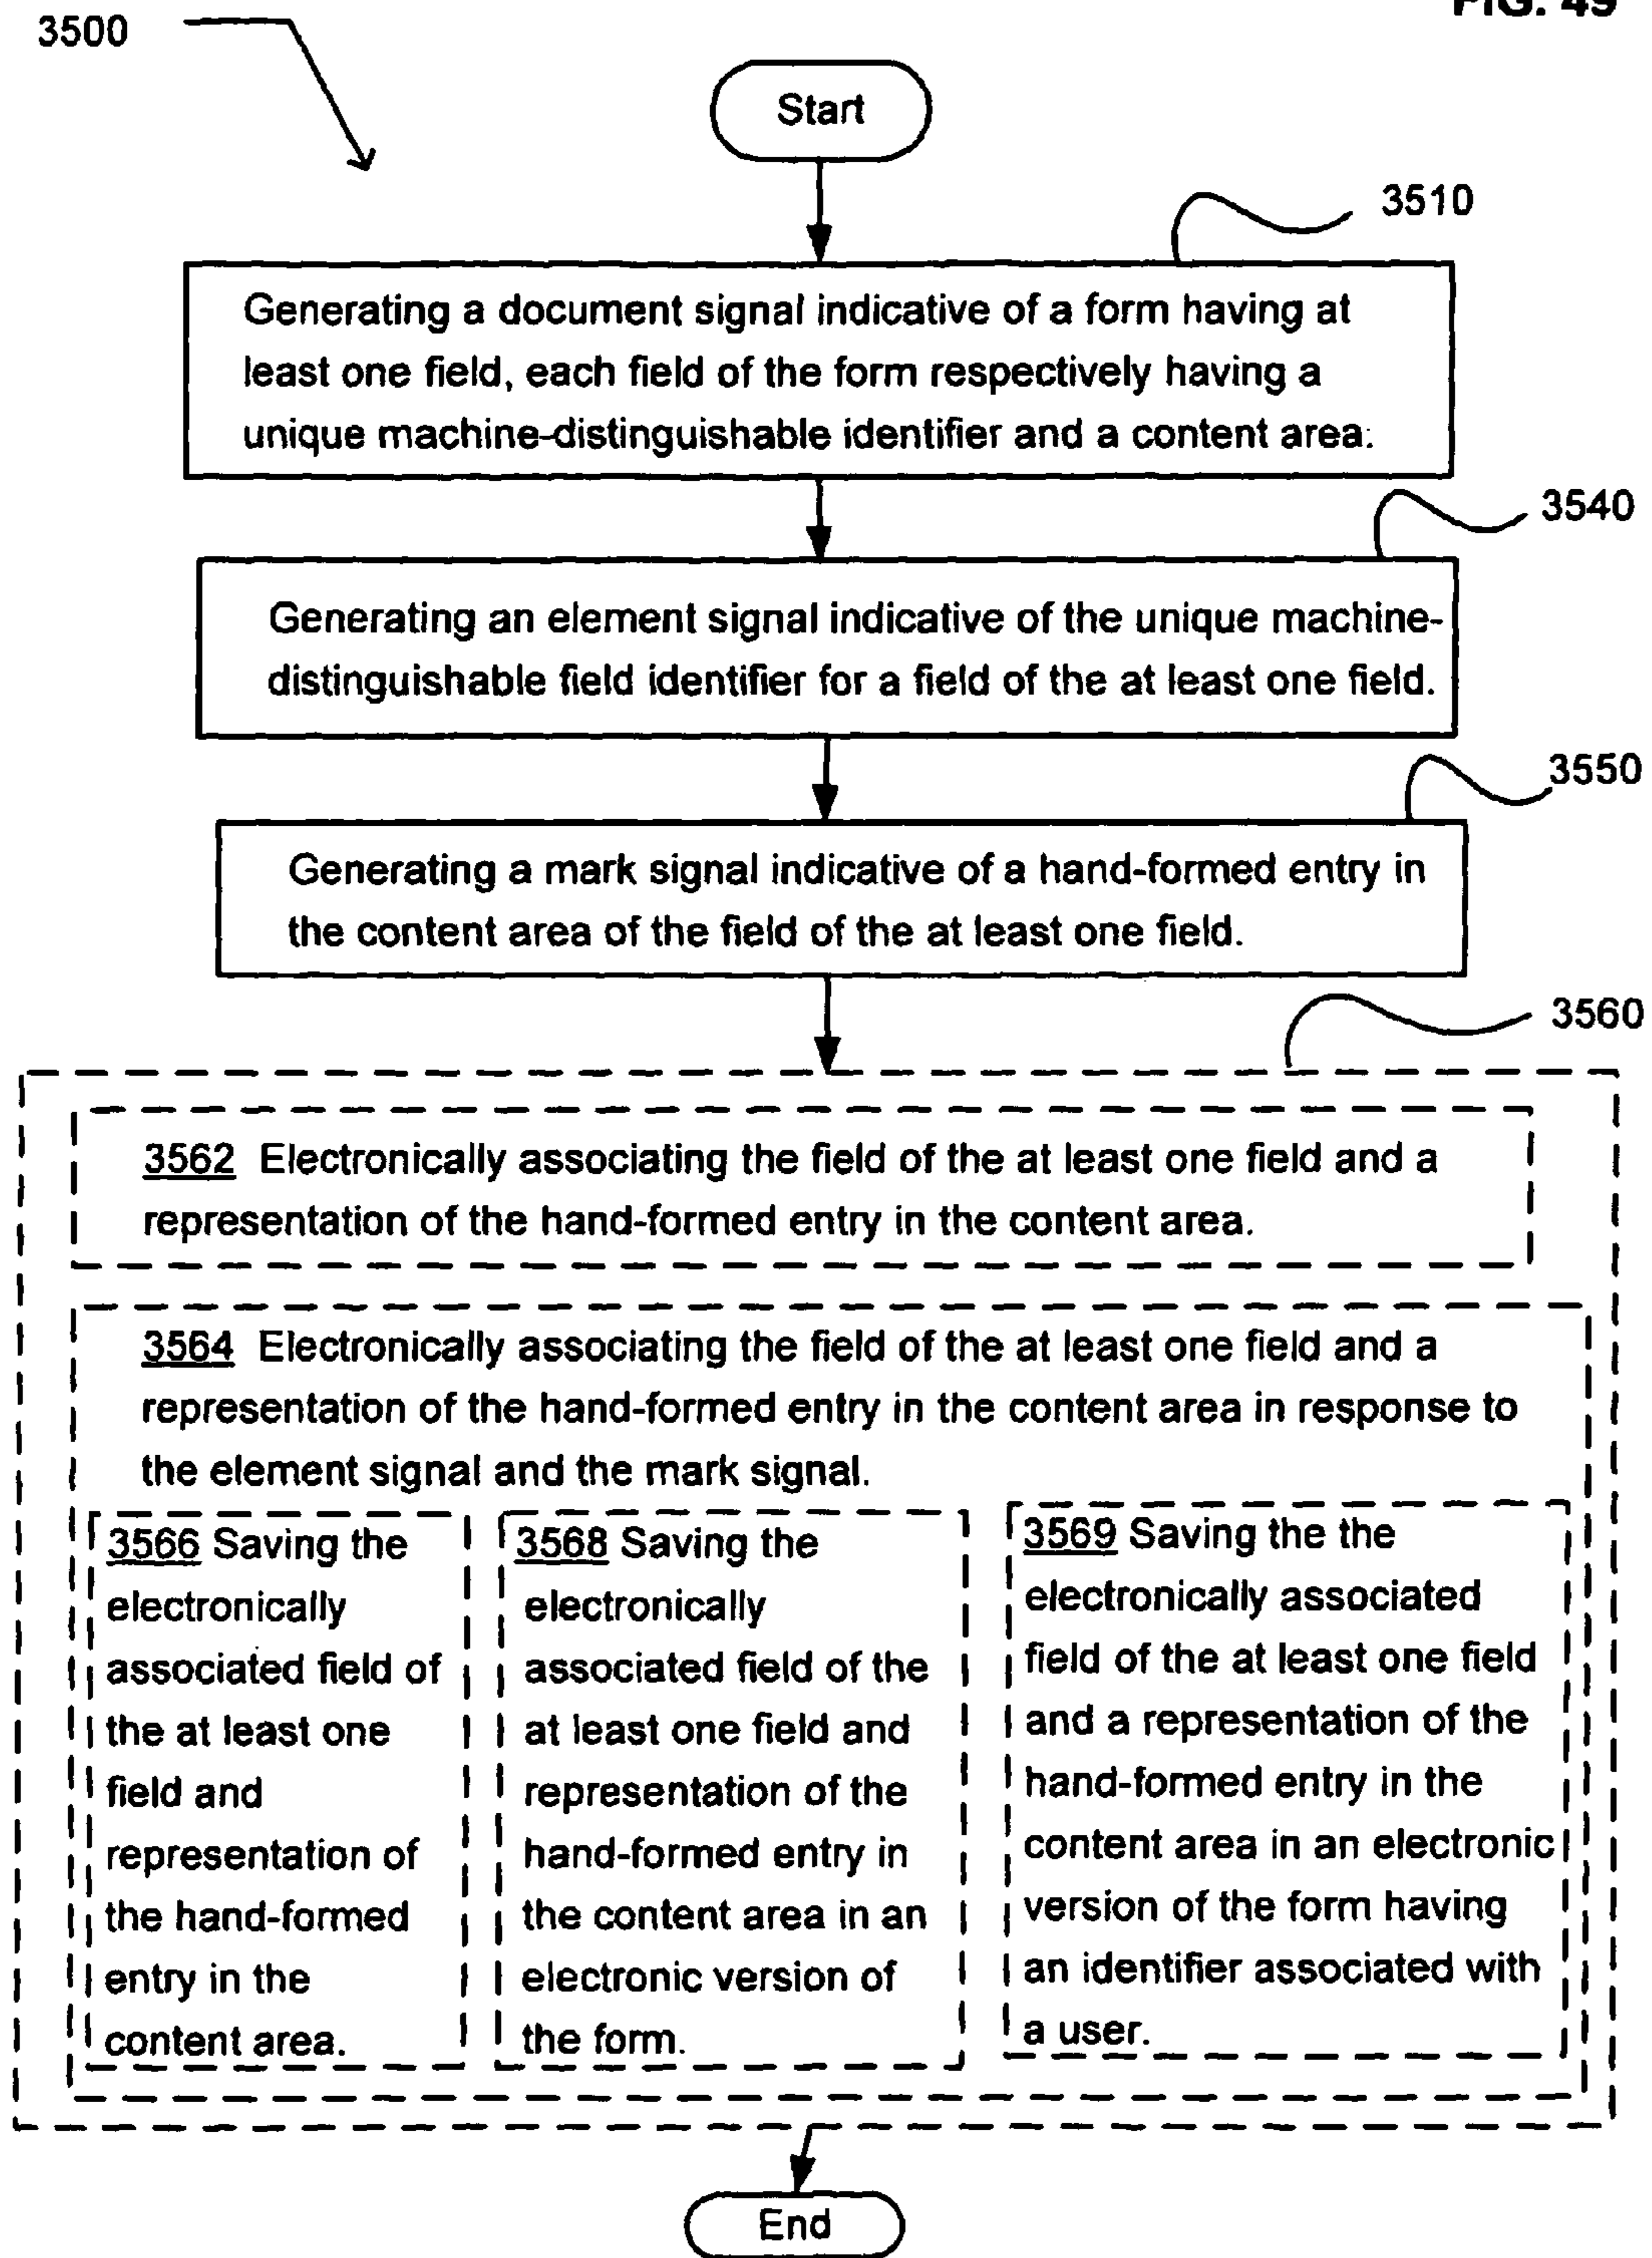 FIG. 49
3500
Start
3510
Generating a document signal indicative of a form having at
least one field, each field of the form respectively having a
unique machine-distinguishable identifier and a content area.
3540
Generating an element signal indicative of the unique machine-
distinguishable field identifier for a field of the at least one field.
3550
Generating a mark signal indicative of a hand-formed entry in
the content area of the field of the at least one field.
3560
3562 Electronically associating the field of the at least one field and a
representation of the hand-formed entry in the content area.
3564 Electronically associating the field of the at least one field and a
representation of the hand-formed entry in the content area in response to
the element signal and the mark signal.
3566 Saving the
electronically
associated field of
the at least one
field and
representation of
the hand-formed
entry in the
content area.
3568 Saving the
electronically
associated field of the
at least one field and
representation of the
hand-formed entry in
the content area in an
electronic version of
the form.
3569 Saving the the
electronically associated
field of the at least one field
and a representation of the
hand-formed entry in the
content area in an electronic
version of the form having
an identifier associated with
a user.
End